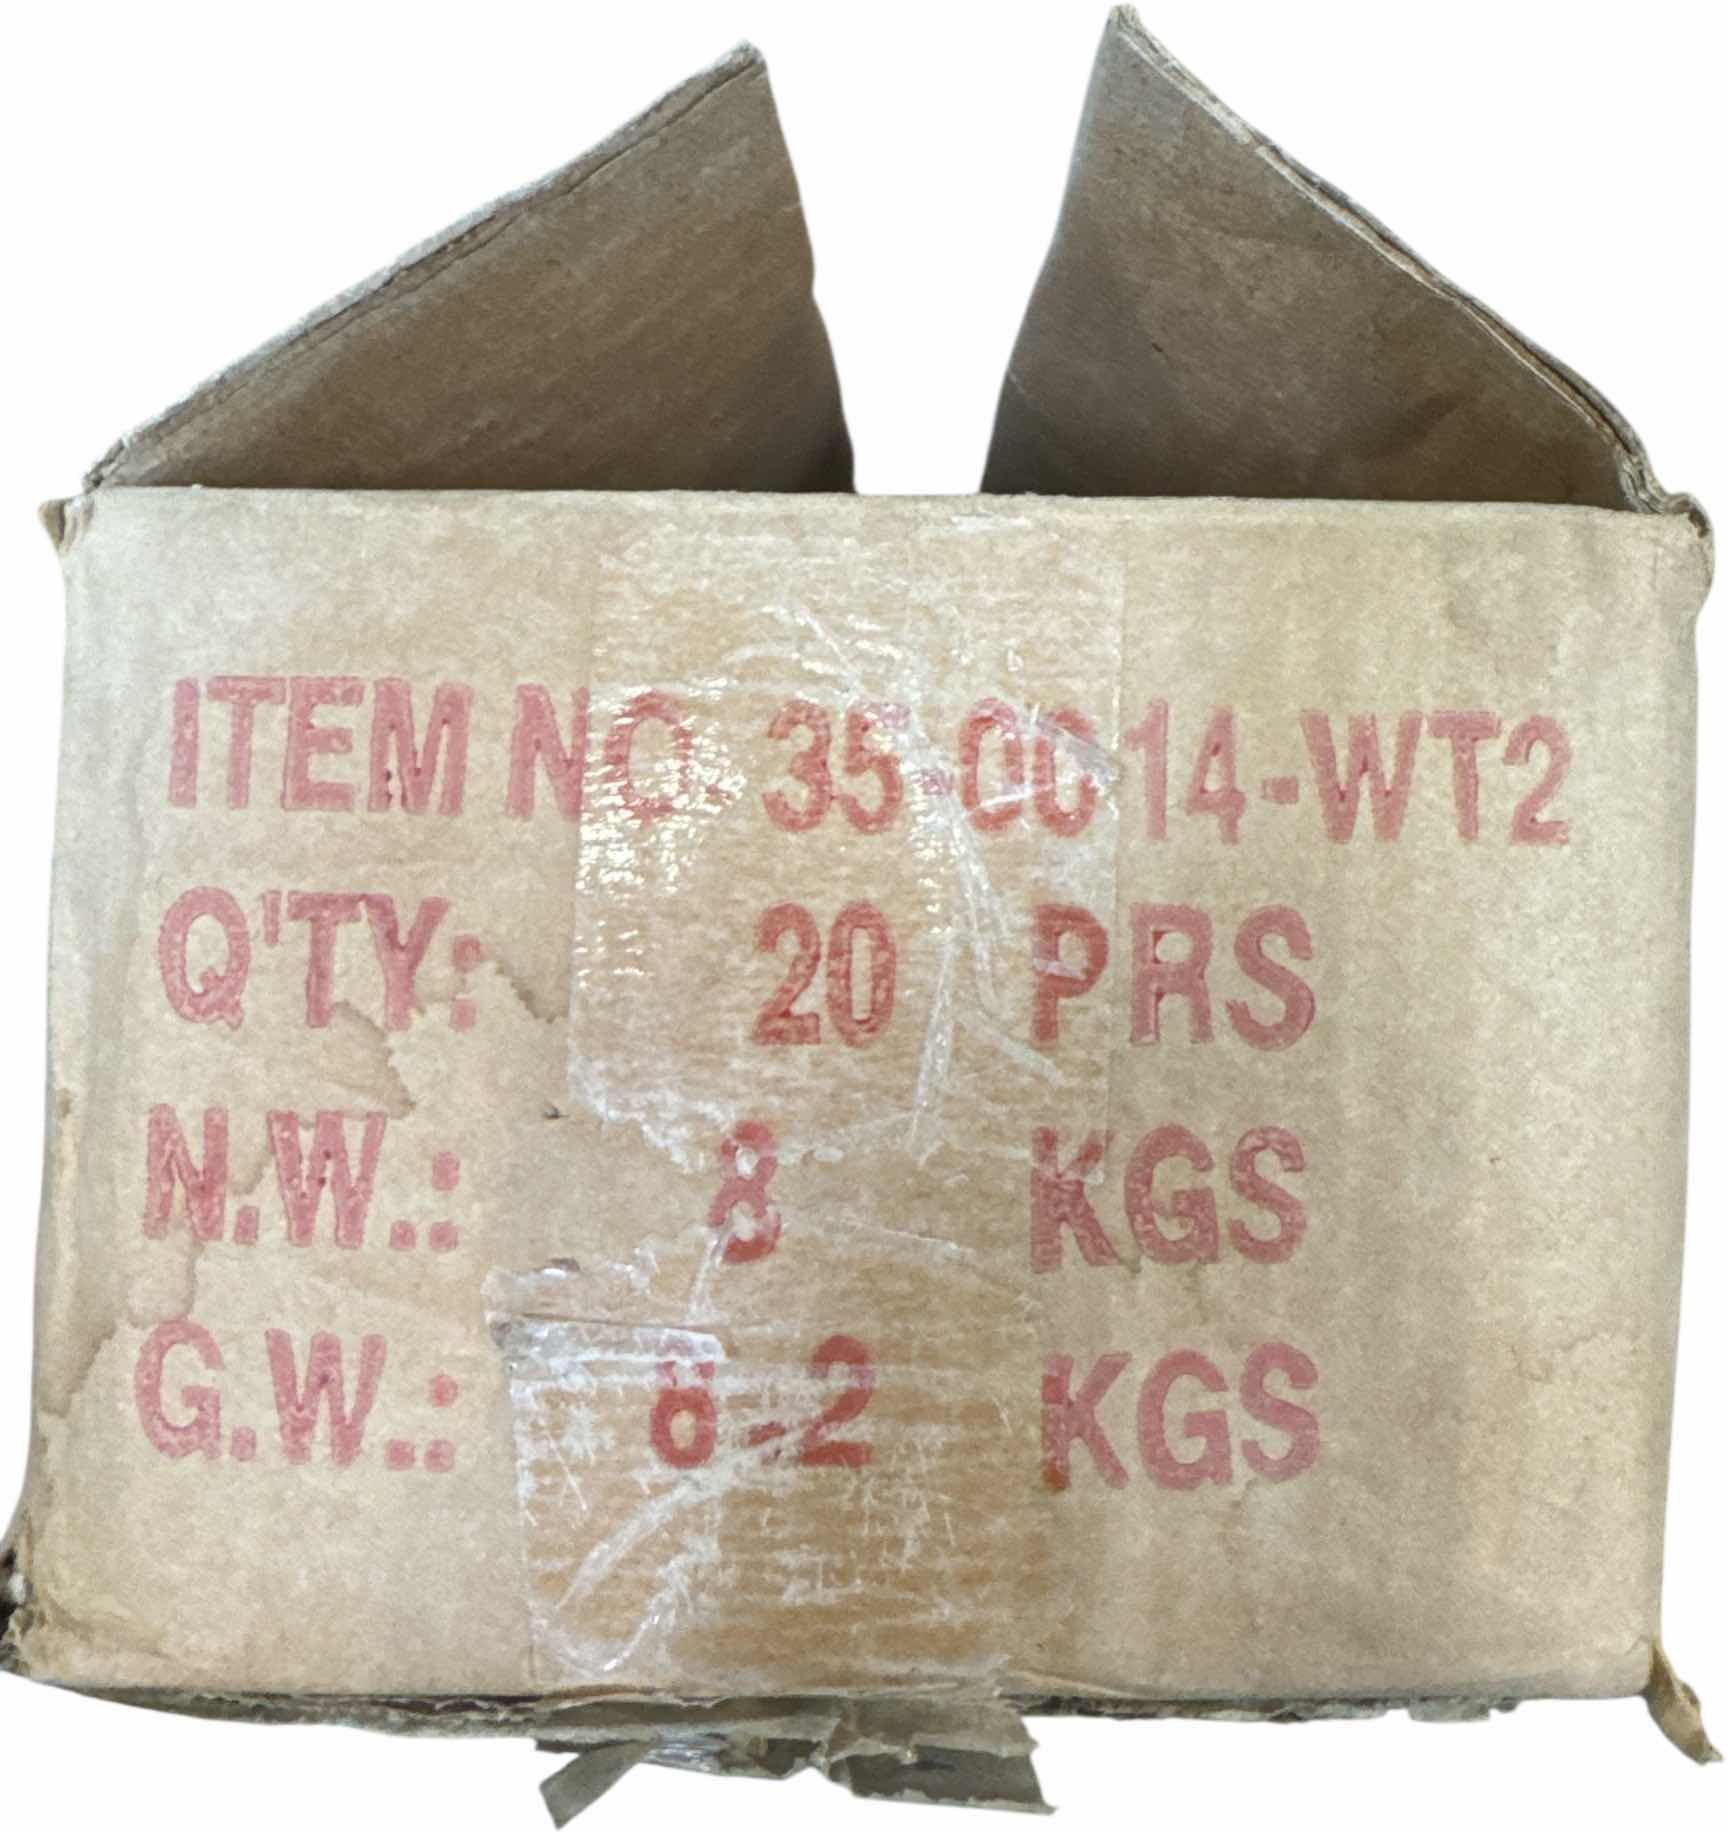 ITEM NO. 35-0014-WT2
Q'TY: 20 PRS
N.W.: 8 KGS
G.W.: 8.2 KGS